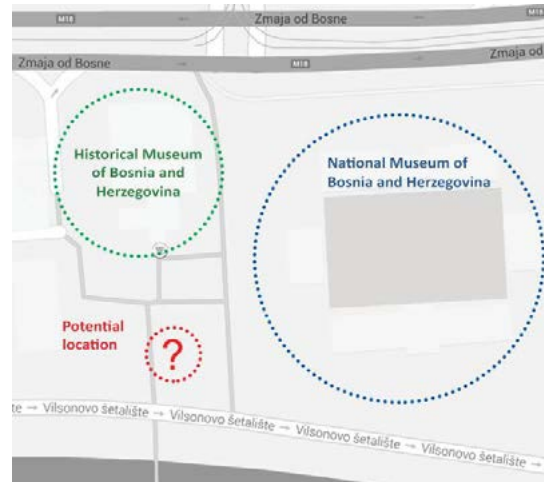 M18
Zmaja od Bosne
M18
Zmaja od Bosne
M18
Zmaja od Bosne
Historical Museum
of Bosnia and
Herzegovina
National Museum of
Bosnia and Herzegovina
Potential
location
?
te → Vilsonovo šetalište → Vilsonovo šetalište → Vilsonovo šetalište → Vilsonovo šetalište →